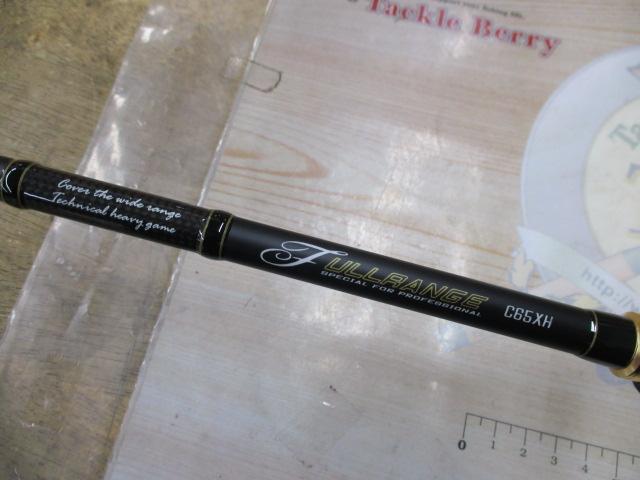 Tackle Berry
Cover the wide range
Technical heavy game
FULLRANGE
SPECIAL FOR PROFESSIONAL
C65XH
http://
0 1 2 3 4